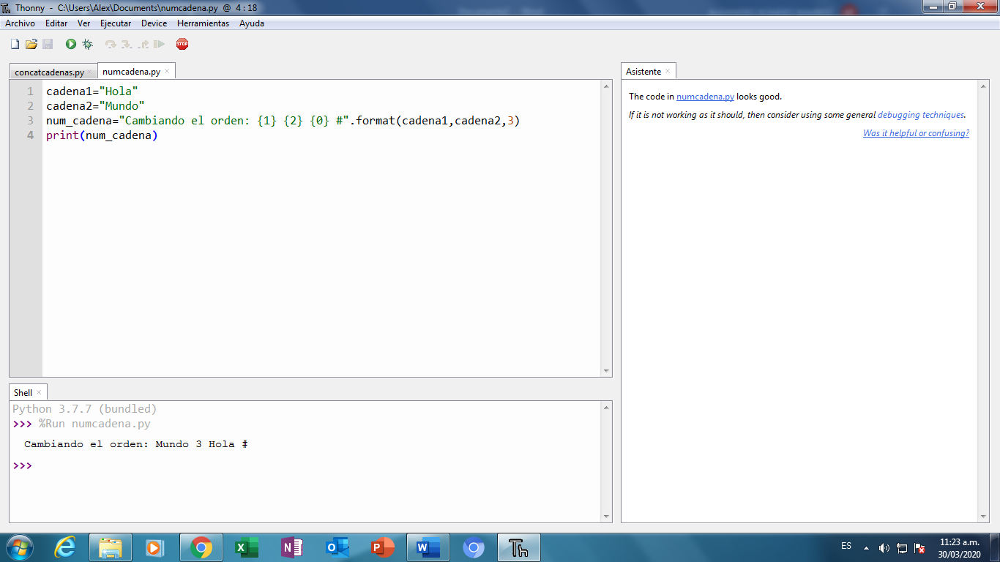 Thonny - C:\Users\Alex\Documents\numcadena.py @ 4:18
Archivo Editar Ver Ejecutar Device Herramientas Ayuda
STOP
concatcadenas.py numcadena.py
1 cadena1="Hola"
2 cadena2="Mundo"
3 num_cadena="Cambiando el orden: {1} {2} {0} #".format(cadena1,cadena2,3)
4 print(num_cadena)
Asistente
The code in numcadena.py looks good.
If it is not working as it should, then consider using some general debugging techniques.
Was it helpful or confusing?
Shell
Python 3.7.7 (bundled)
>>> %Run numcadena.py
Cambiando el orden: Mundo 3 Hola #
>>>
ES
11:23 a.m.
30/03/2020